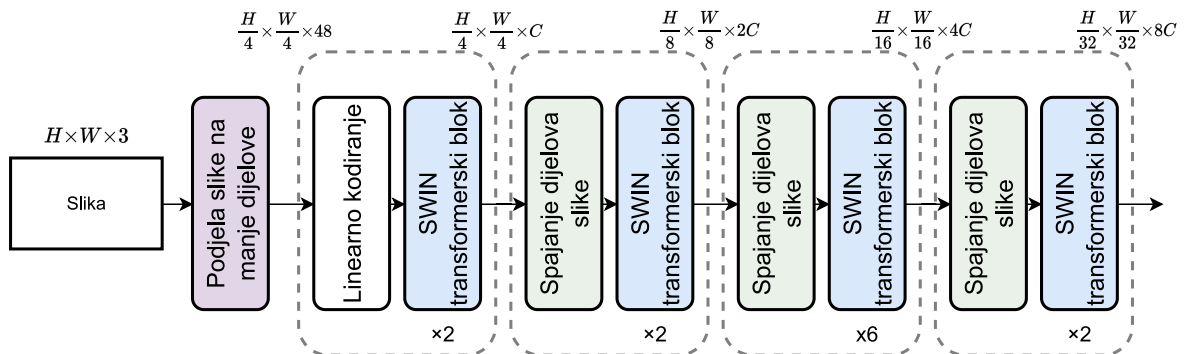 H/4 × W/4 × 48
H/4 × W/4 × C
H/8 × W/8 × 2C
H/16 × W/16 × 4C
H/32 × W/32 × 8C
H×W×3
Slika
Podjela slike na
manje dijelove
Linearno kodiranje
SWIN
transformerski blok
×2
Spajanje dijelova
slike
SWIN
transformerski blok
×2
Spajanje dijelova
slike
SWIN
transformerski blok
x6
Spajanje dijelova
slike
SWIN
transformerski blok
×2